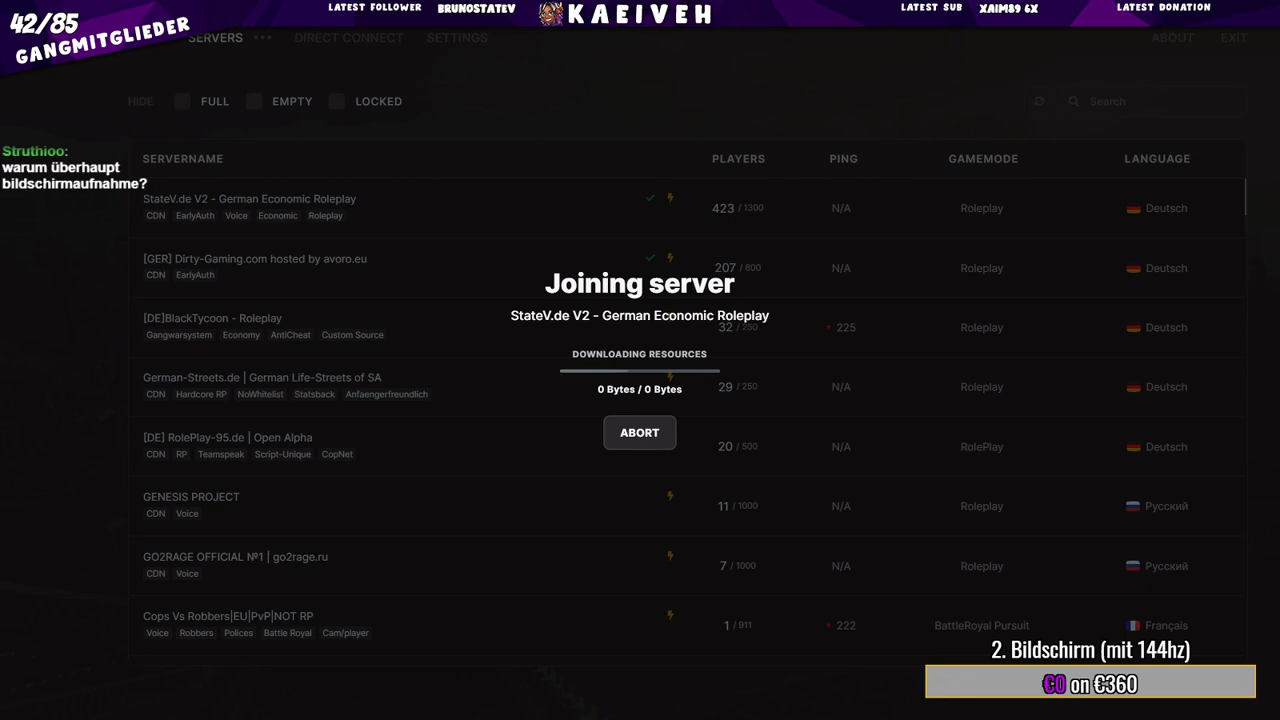 42/85
GANGMITGLIEDER
LATEST FOLLOWER BRUNOSTATEV
KAEIVEH
LATEST SUB XAIM89 6X
LATEST DONATION
SERVERS DIRECT CONNECT SETTINGS
ABOUT EXIT
HIDE FULL EMPTY LOCKED
Search
Struthioo:
warum überhaupt
bildschirmaufnahme?
SERVERNAME PLAYERS PING GAMEMODE LANGUAGE
StateV.de V2 - German Economic Roleplay
CDN EarlyAuth Voice Economic Roleplay
423 / 1300 N/A Roleplay Deutsch
[GER] Dirty-Gaming.com hosted by avoro.eu
CDN EarlyAuth
207 / 800 N/A Roleplay Deutsch
Joining server
StateV.de V2 - German Economic Roleplay
DOWNLOADING RESOURCES
0 Bytes / 0 Bytes
ABORT
[DE]BlackTycoon - Roleplay
Gangwarsystem Economy AntiCheat Custom Source
32 / 250 225 Roleplay Deutsch
German-Streets.de | German Life-Streets of SA
CDN Hardcore RP NoWhitelist Statsback Anfaengerfreundlich
29 / 250 N/A Roleplay Deutsch
[DE] RolePlay-95.de | Open Alpha
CDN RP Teamspeak Script-Unique CopNet
20 / 500 N/A RolePlay Deutsch
GENESIS PROJECT
CDN Voice
11 / 1000 N/A Roleplay Русский
GO2RAGE OFFICIAL №1 | go2rage.ru
CDN Voice
7 / 1000 N/A Roleplay Русский
Cops Vs Robbers|EU|PvP|NOT RP
Voice Robbers Polices Battle Royal Cam/player
1 / 911 222 BattleRoyal Pursuit Français
2. Bildschirm (mit 144hz)
€0 on €360